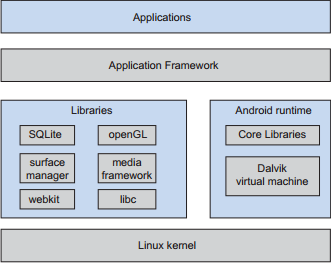 Applications
Application Framework
Libraries
SQLite
openGL
surface
manager
media
framework
webkit
libc
Android runtime
Core Libraries
Dalvik
virtual machine
Linux kernel